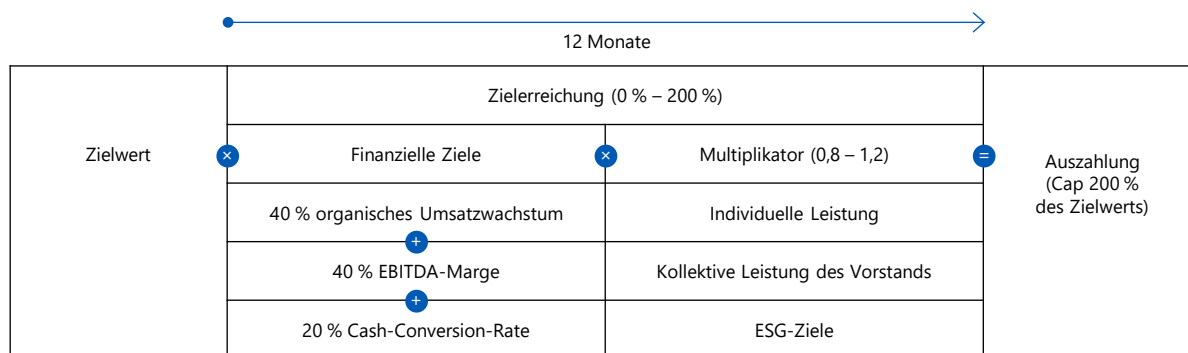 12 Monate
Zielerreichung (0 % – 200 %)
Zielwert
×
Finanzielle Ziele
×
Multiplikator (0,8 – 1,2)
=
Auszahlung
(Cap 200 %
des Zielwerts)
40 % organisches Umsatzwachstum
Individuelle Leistung
+
40 % EBITDA-Marge
Kollektive Leistung des Vorstands
+
20 % Cash-Conversion-Rate
ESG-Ziele